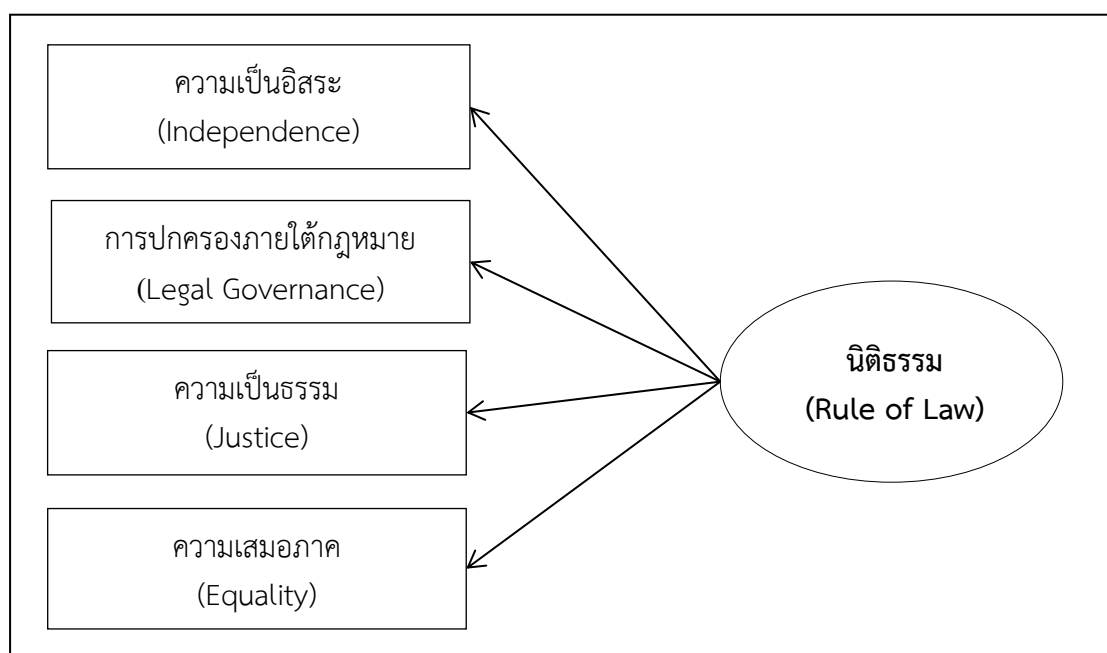 ความเป็นอิสระ
(Independence)
การปกครองภายใต้กฎหมาย
(Legal Governance)
ความเป็นธรรม
(Justice)
ความเสมอภาค
(Equality)
นิติธรรม
(Rule of Law)